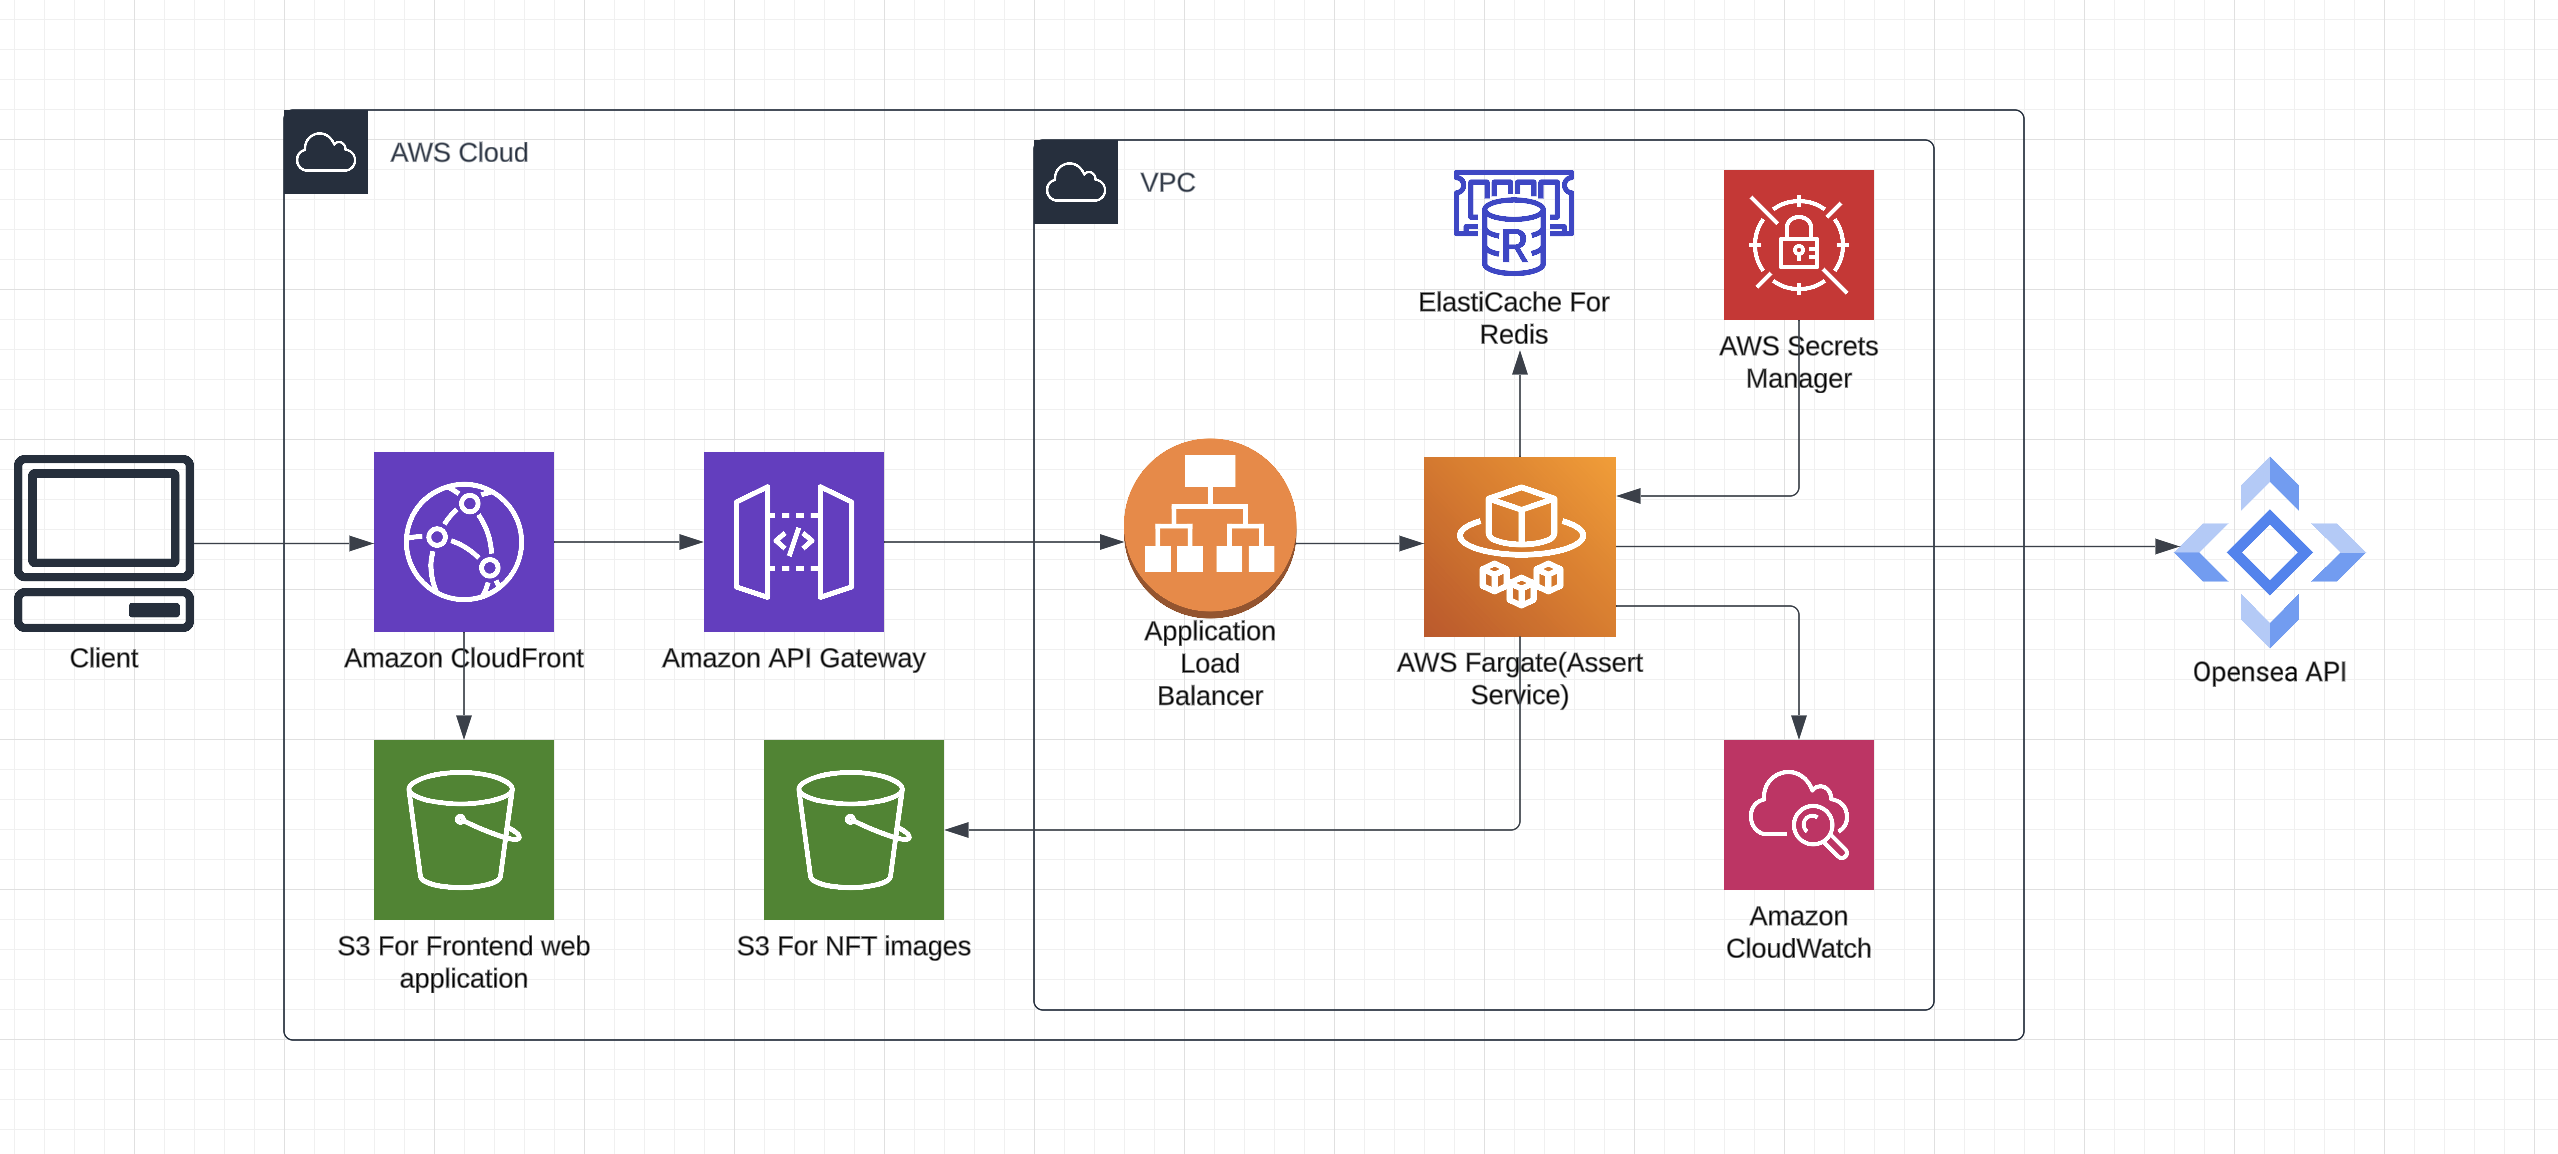 AWS Cloud
VPC
ElastiCache For
Redis
AWS Secrets
Manager
Client
Amazon CloudFront
Amazon API Gateway
Application
Load
Balancer
AWS Fargate(Assert
Service)
Opensea API
S3 For Frontend web
application
S3 For NFT images
Amazon
CloudWatch
R